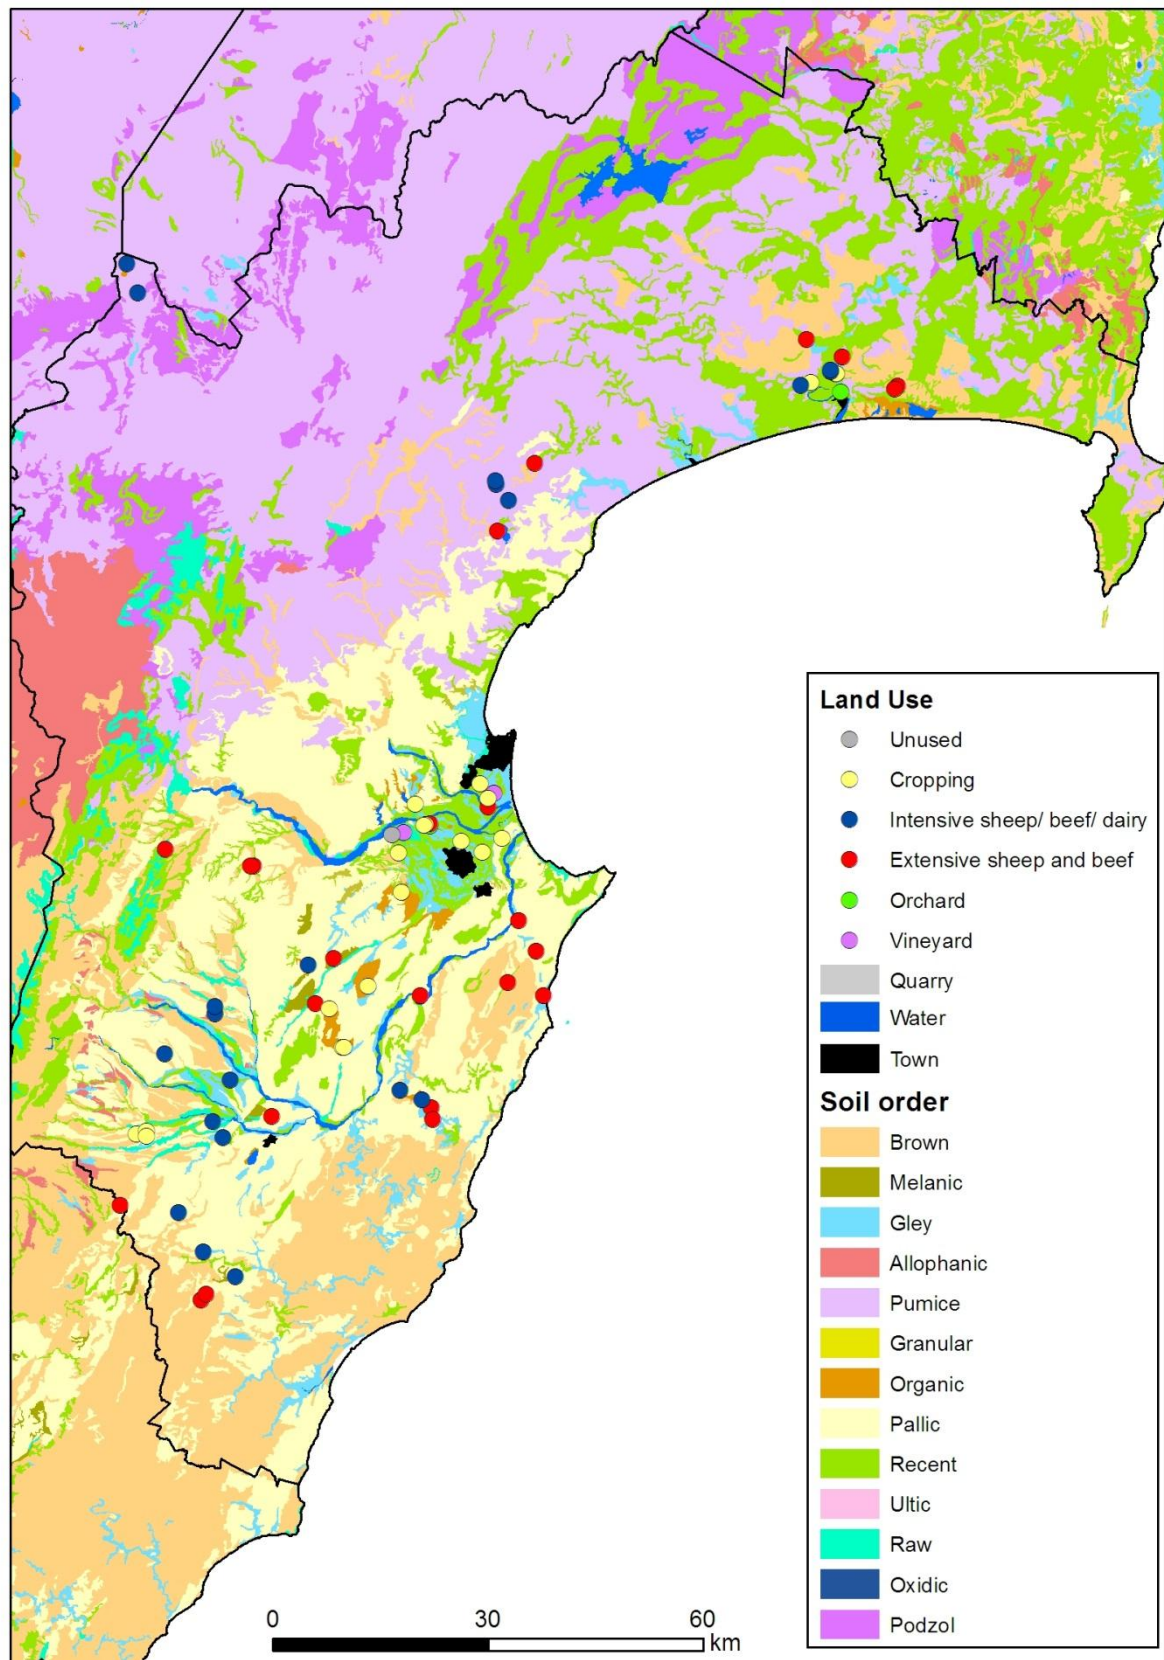 Land Use
Unused
Cropping
Intensive sheep/ beef/ dairy
Extensive sheep and beef
Orchard
Vineyard
Quarry
Water
Town
Soil order
Brown
Melanic
Gley
Allophanic
Pumice
Granular
Organic
Pallic
Recent
Ultic
Raw
Oxidic
Podzol
0 30 60
km